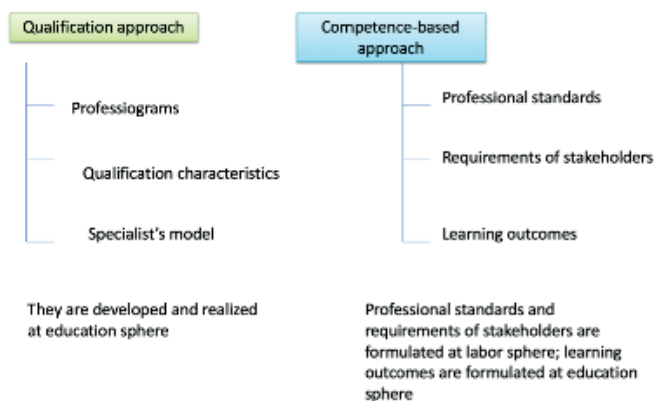 Qualification approach
Professiograms
Qualification characteristics
Specialist's model
They are developed and realized
at education sphere
Competence-based
approach
Professional standards
Requirements of stakeholders
Learning outcomes
Professional standards and
requirements of stakeholders are
formulated at labor sphere; learning
outcomes are formulated at education
sphere